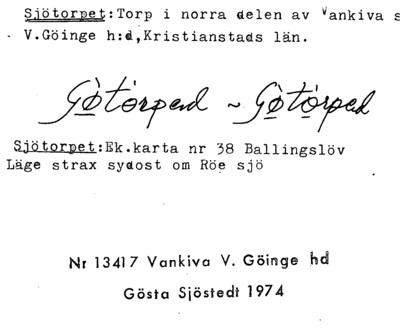 Sjötorpet:Torp i norra delen av Vankiva s
V.Göinge h:d,Kristianstads län.
Sjötorpet:Ek.karta nr 38 Ballingslöv
Läge strax sydost om Röe sjö
Nr 13417 Vankiva V. Göinge hd
Gösta Sjöstedt 1974